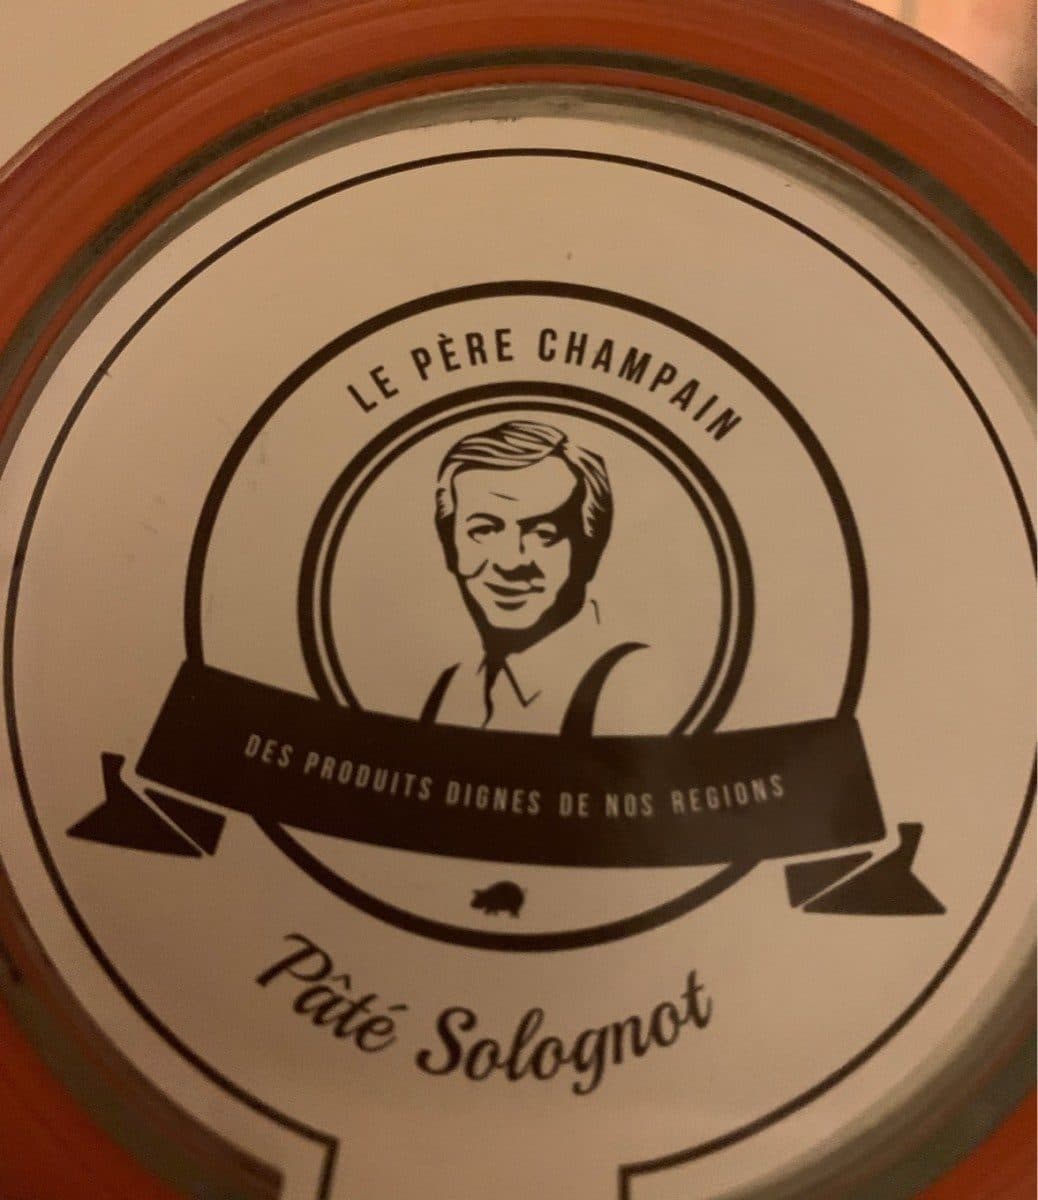 LE PÈRE CHAMPAIN
DES PRODUITS DIGNES DE NOS REGIONS
Pâté Solognot